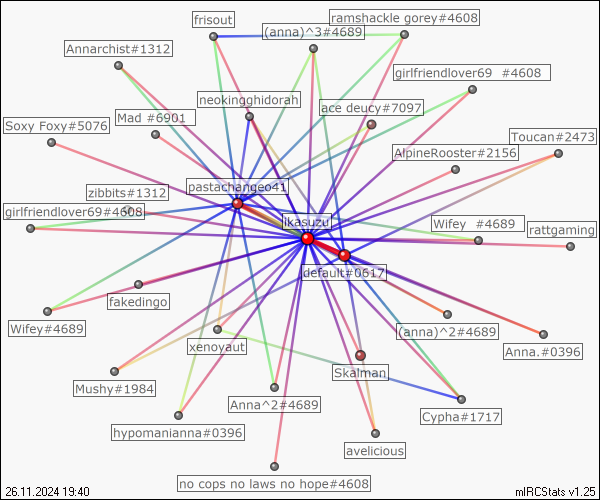 frisout
ramshackle gorey#4608
(anna)^3#4689
Annarchist#1312
girlfriendlover69 #4608
neokingghidorah
ace deucy#7097
Mad #6901
Soxy Foxy#5076
Toucan#2473
AlpineRooster#2156
pastachangeo41
zibbits#1312
girlfriendlover69#4608
ikasuzu
Wifey #4689
rattgaming
default#0617
fakedingo
Wifey#4689
(anna)^2#4689
xenoyaut
Anna.#0396
Skalman
Mushy#1984
Anna^2#4689
Cypha#1717
hypomanianna#0396
avelicious
no cops no laws no hope#4608
26.11.2024 19:40
mIRCStats v1.25